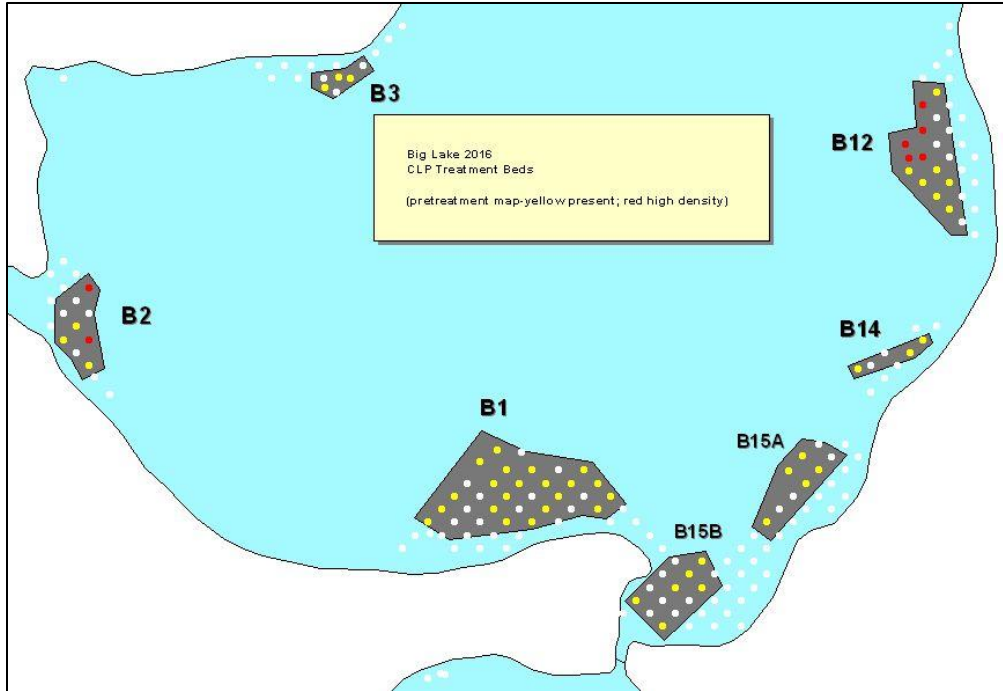 B3
B12
Big Lake 2016
CLP Treatment Beds
(pretreatment map-yellow present; red high density)
B2
B14
B1
B15A
B15B